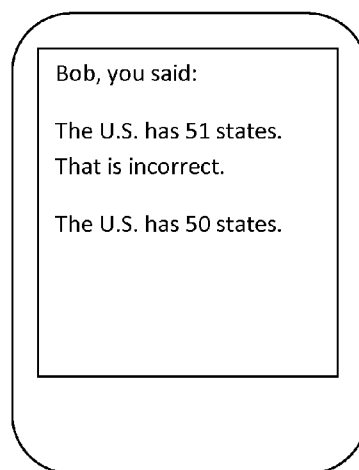 Bob, you said:
The U.S. has 51 states.
That is incorrect.
The U.S. has 50 states.